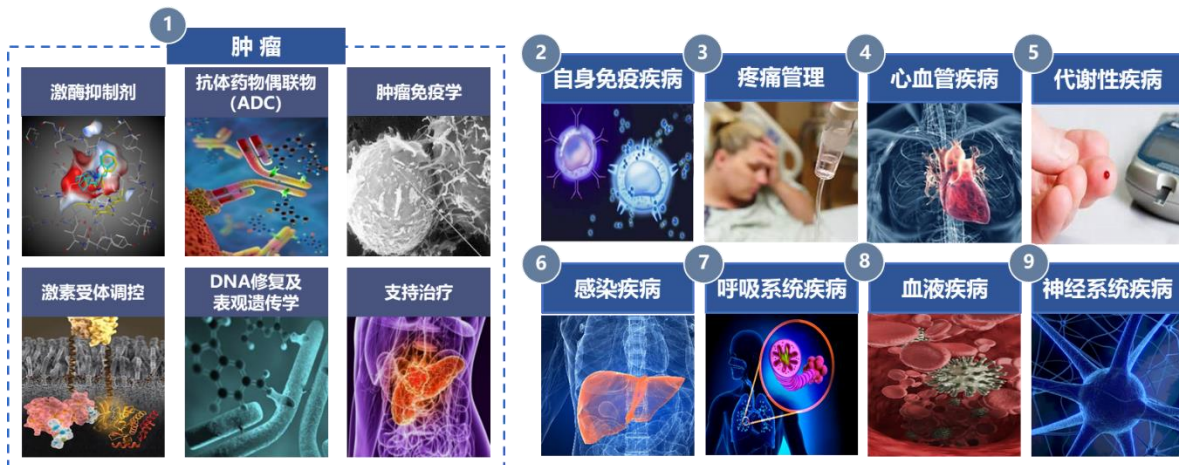 1
肿 瘤
激酶抑制剂
抗体药物偶联物
(ADC)
肿瘤免疫学
激素受体调控
DNA修复及
表观遗传学
支持治疗
2
自身免疫疾病
3
疼痛管理
4
心血管疾病
5
代谢性疾病
6
感染疾病
7
呼吸系统疾病
8
血液疾病
9
神经系统疾病